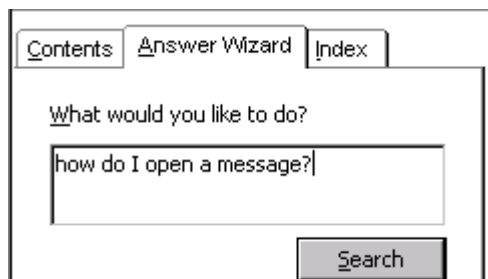 Contents Answer Wizard Index
What would you like to do?
how do I open a message?
Search